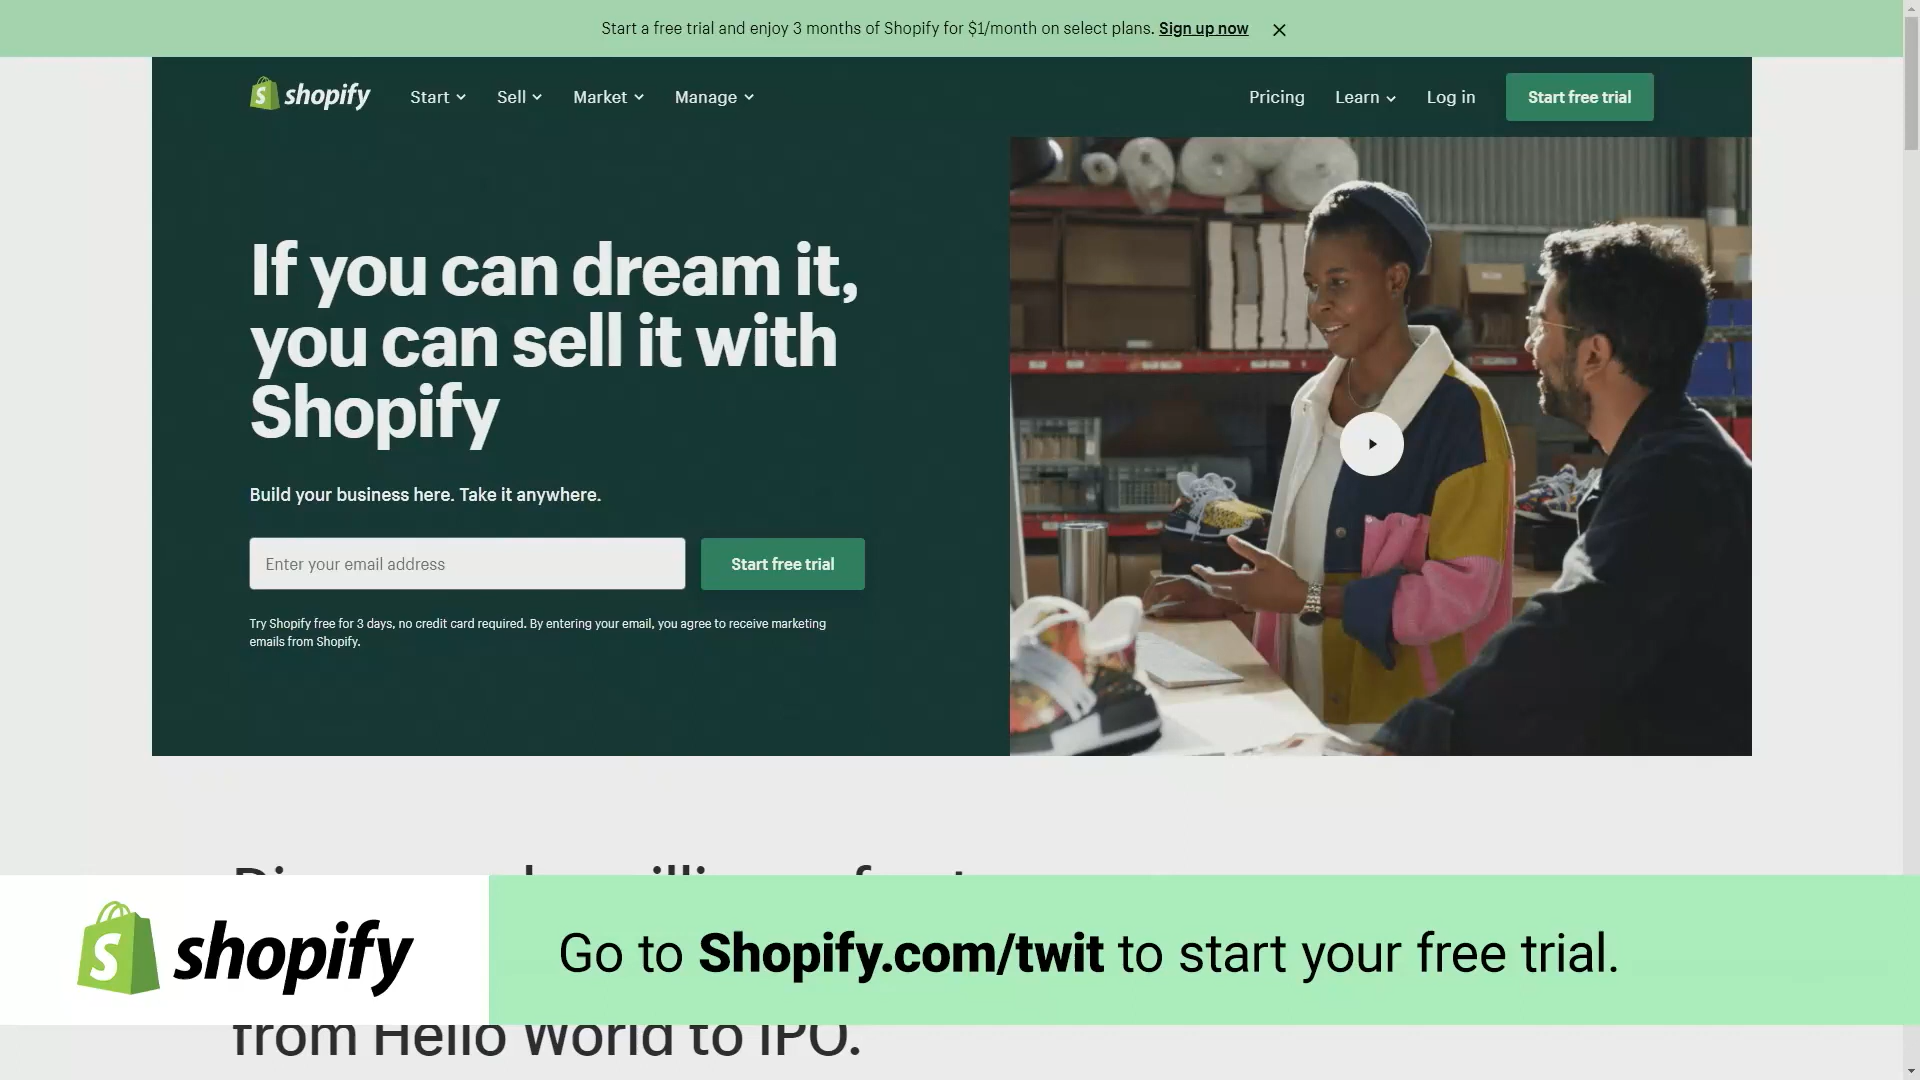 Start a free trial and enjoy 3 months of Shopify for $1/month on select plans. Sign up now
shopify
Start
Sell
Market
Manage
Pricing
Learn
Log in
Start free trial
If you can dream it,
you can sell it with
Shopify
Build your business here. Take it anywhere.
Enter your email address
Start free trial
Try Shopify free for 3 days, no credit card required. By entering your email, you agree to receive marketing
emails from Shopify.
shopify
Go to Shopify.com/twit to start your free trial.
from Hello World to IPO.